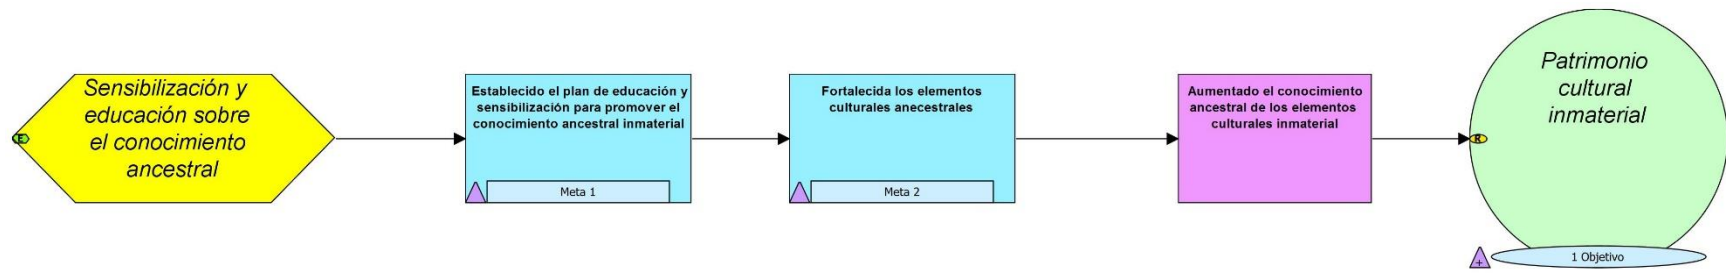 Sensibilización y
educación sobre
el conocimiento
ancestral
E
Establecido el plan de educación y
sensibilización para promover el
conocimiento ancestral inmaterial
Meta 1
Fortalecida los elementos
culturales anecestrales
Meta 2
Aumentado el conocimiento
ancestral de los elementos
culturales inmaterial
Patrimonio
cultural
inmaterial
R
+
1 Objetivo